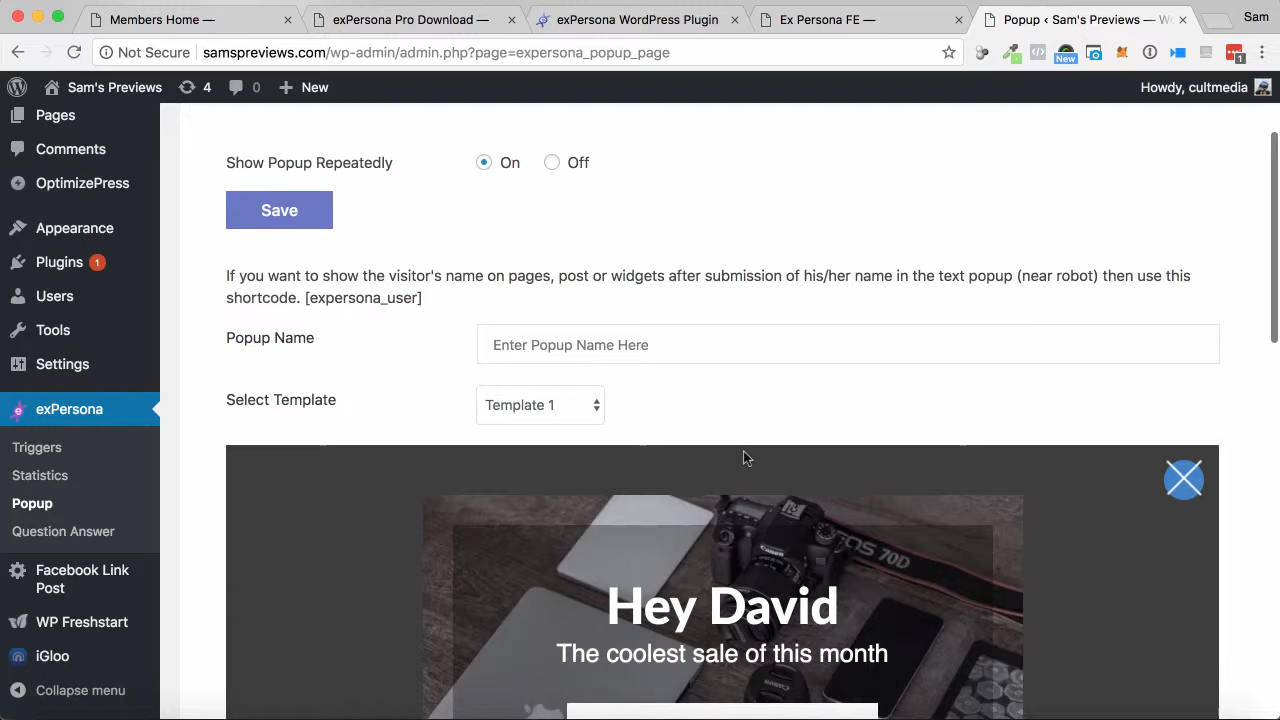 Members Home —
exPersona Pro Download —
exPersona WordPress Plugin
Ex Persona FE —
Popup ‹ Sam's Previews — W
Sam
Not Secure
samspreviews.com/wp-admin/admin.php?page=expersona_popup_page
New
1
Sam's Previews
4
0
New
Howdy, cultmedia
Pages
Comments
OptimizePress
Appearance
Plugins 1
Users
Tools
Settings
exPersona
Triggers
Statistics
Popup
Question Answer
Facebook Link
Post
WP Freshstart
iGloo
Collapse menu
Show Popup Repeatedly
On
Off
Save
If you want to show the visitor's name on pages, post or widgets after submission of his/her name in the text popup (near robot) then use this
shortcode. [expersona_user]
Popup Name
Enter Popup Name Here
Select Template
Template 1
Canon
EOS 70D
Hey David
The coolest sale of this month